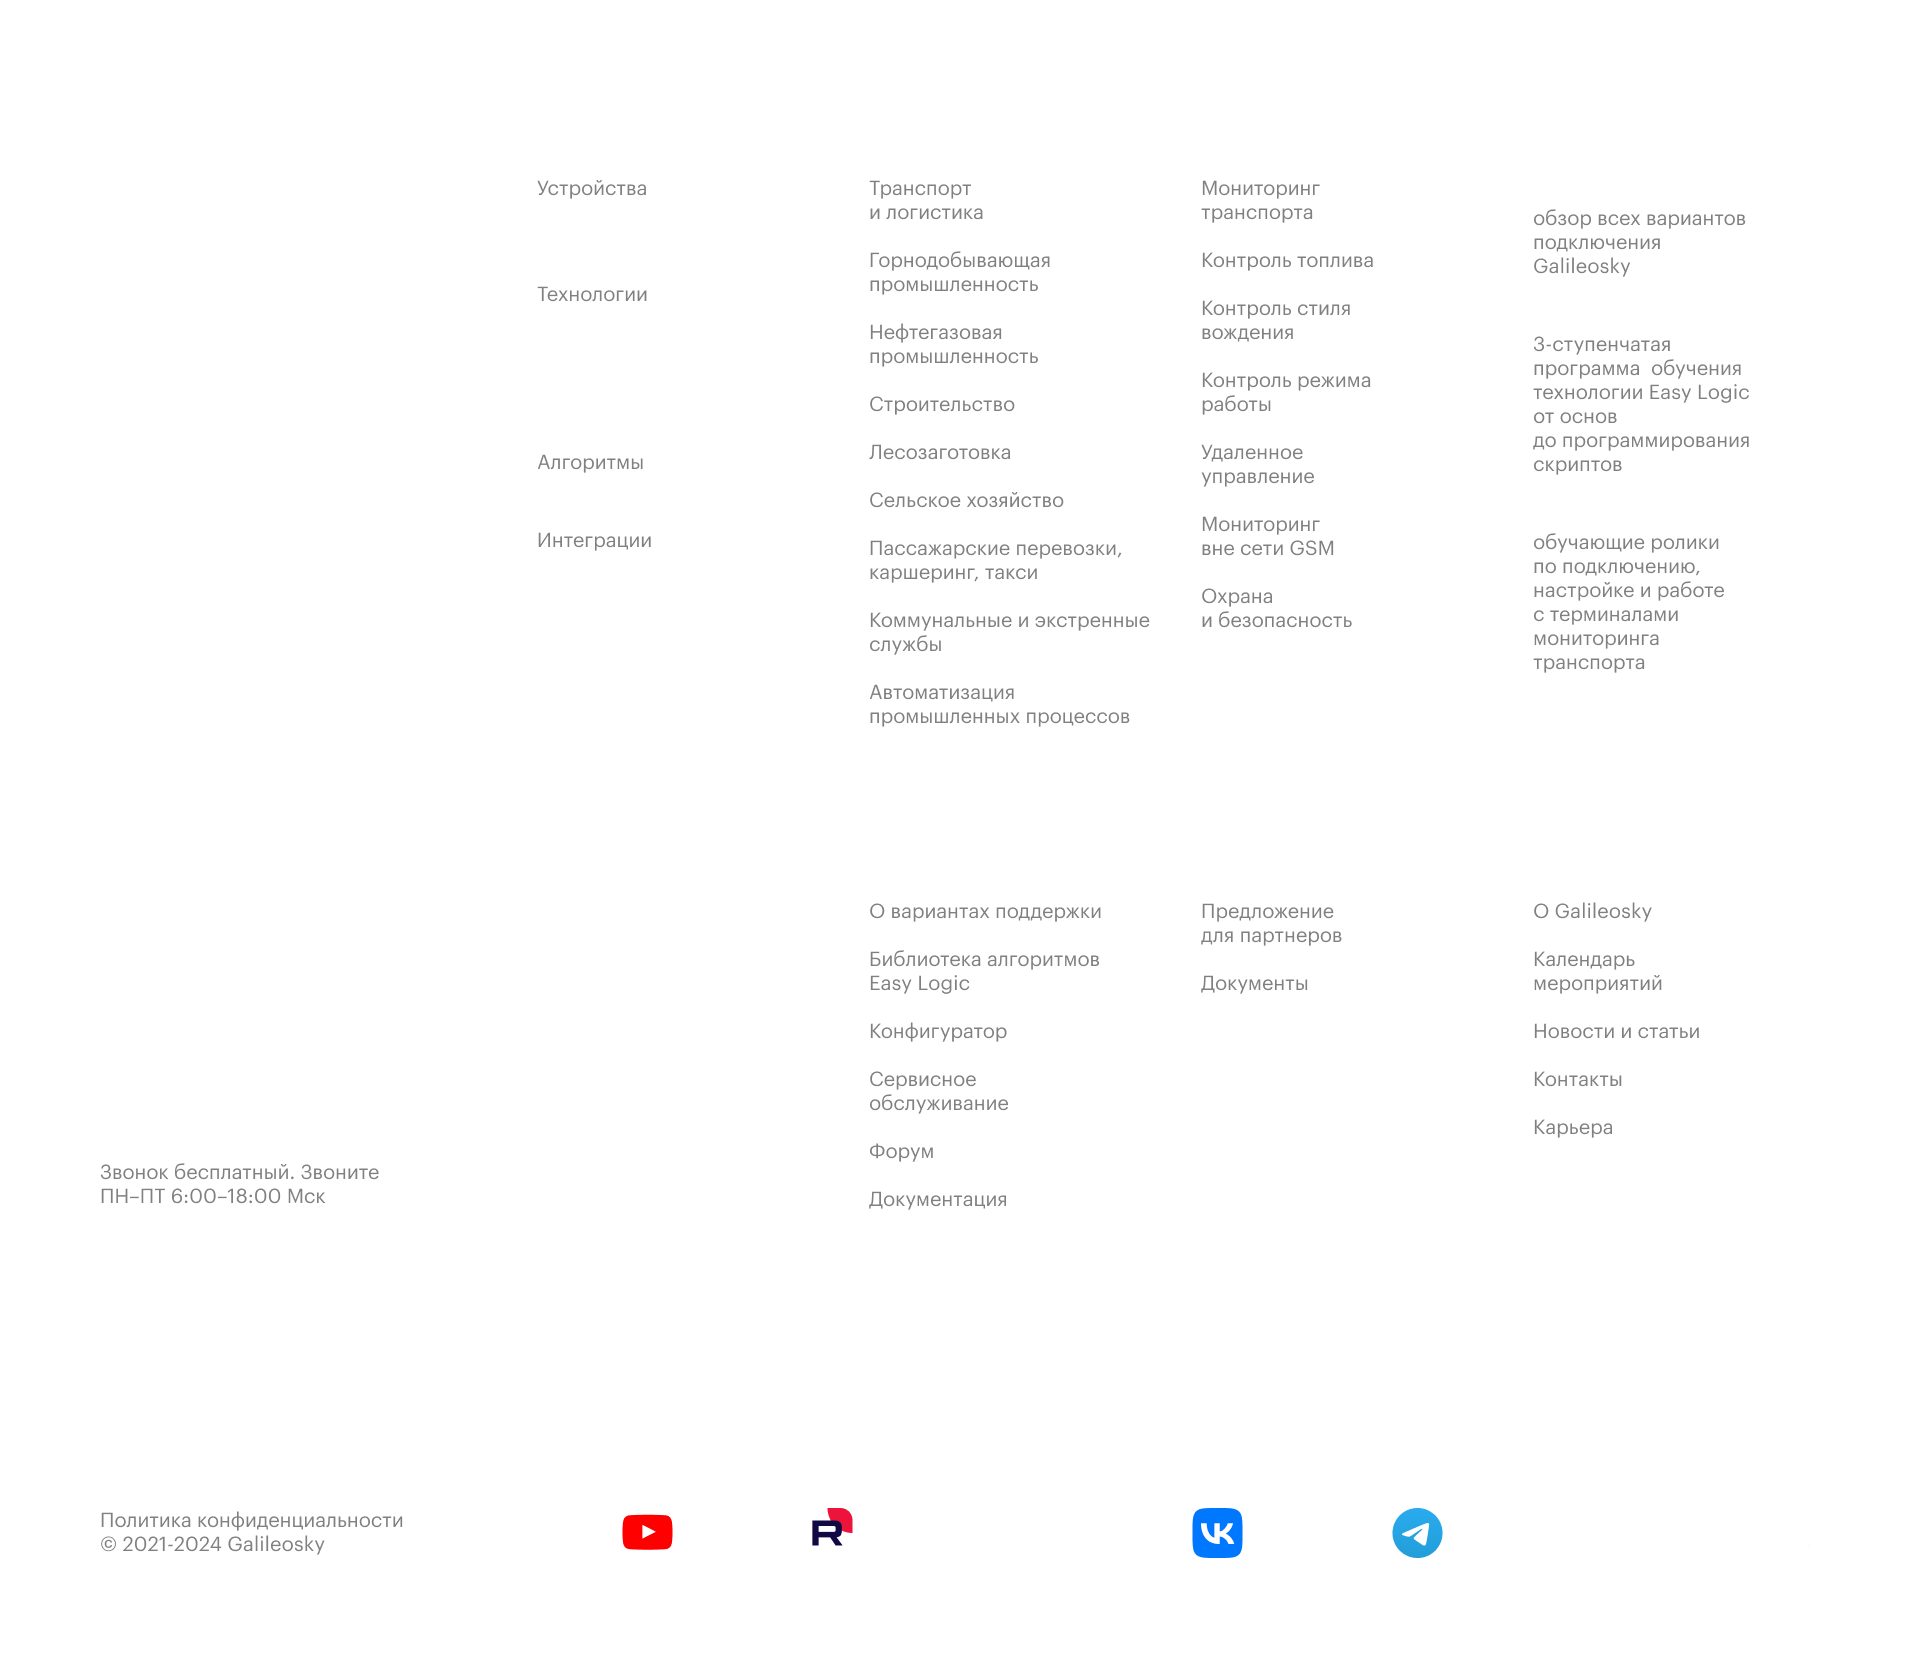 Устройства
Технологии
Алгоритмы
Интеграции
Транспорт
и логистика
Горнодобывающая
промышленность
Нефтегазовая
промышленность
Строительство
Лесозаготовка
Сельское хозяйство
Пассажарские перевозки,
каршеринг, такси
Коммунальные и экстренные
службы
Автоматизация
промышленных процессов
Мониторинг
транспорта
Контроль топлива
Контроль стиля
вождения
Контроль режима
работы
Удаленное
управление
Мониторинг
вне сети GSM
Охрана
и безопасность
обзор всех вариантов
подключения
Galileosky
3-ступенчатая
программа  обучения
технологии Easy Logic
от основ
до программирования
скриптов
обучающие ролики
по подключению,
настройке и работе
с терминалами
мониторинга
транспорта
Звонок бесплатный. Звоните
ПН–ПТ 6:00–18:00 Мск
О вариантах поддержки
Библиотека алгоритмов
Easy Logic
Конфигуратор
Сервисное
обслуживание
Форум
Документация
Предложение
для партнеров
Документы
О Galileosky
Календарь
мероприятий
Новости и статьи
Контакты
Карьера
Политика конфиденциальности
© 2021-2024 Galileosky